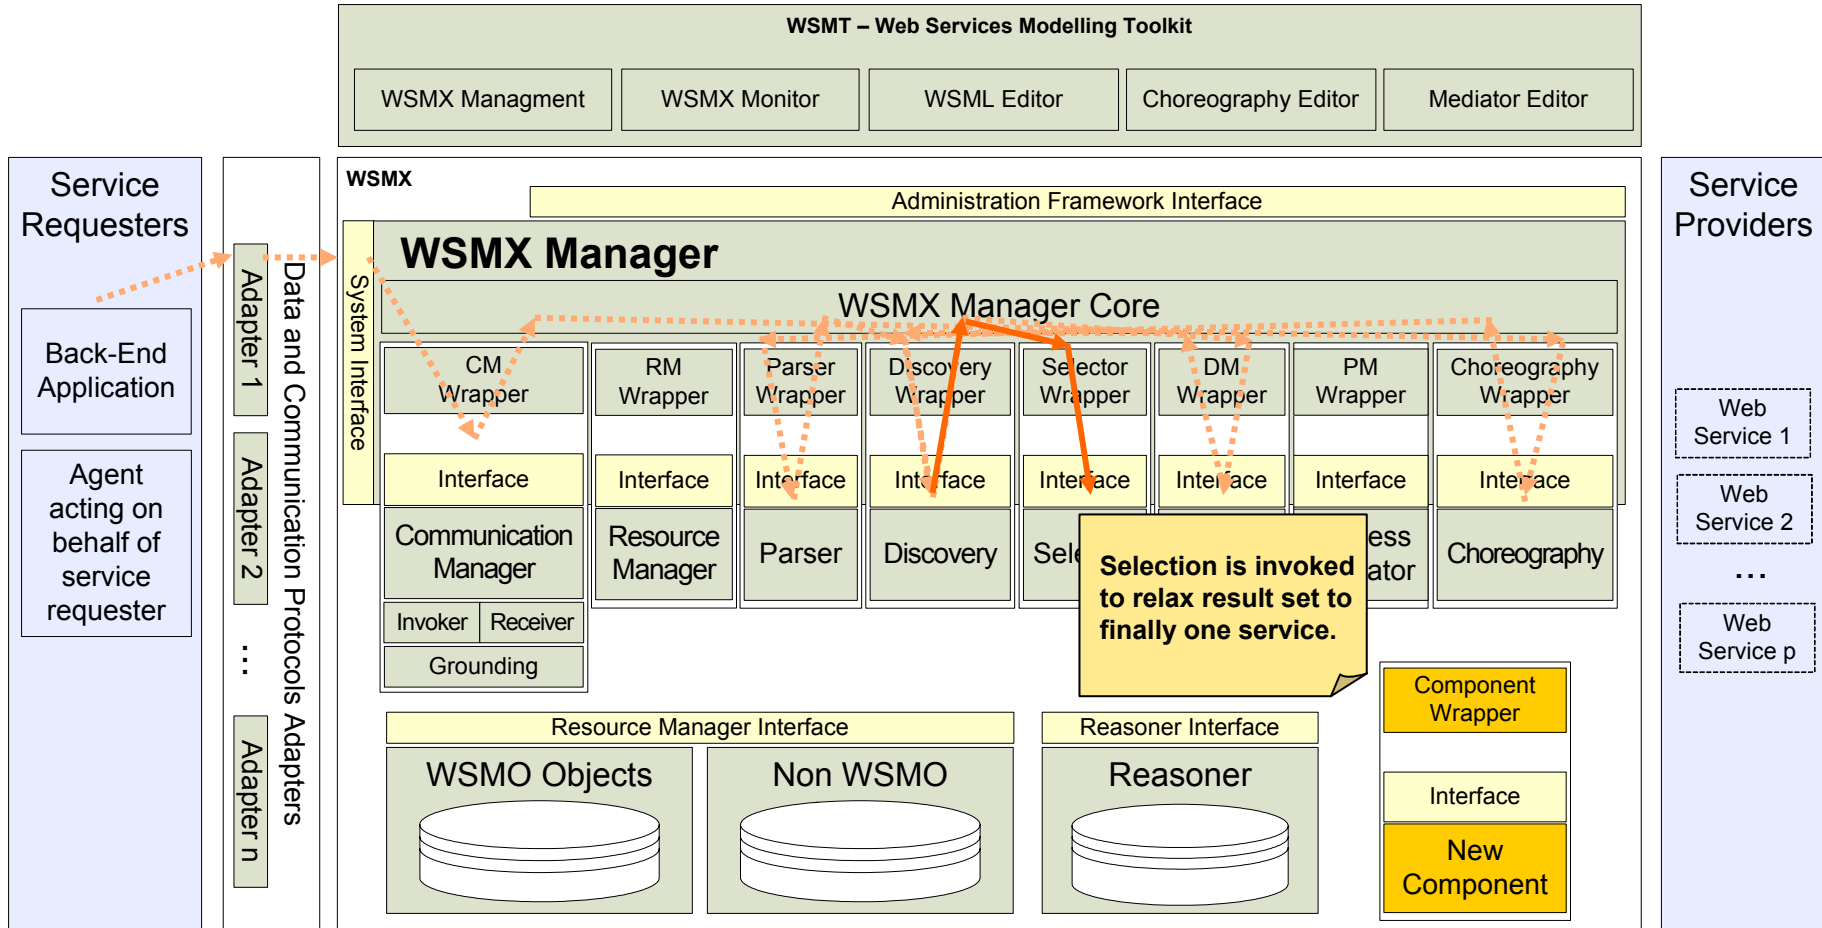 WSMT – Web Services Modelling Toolkit
WSMX Managment
WSMX Monitor
WSML Editor
Choreography Editor
Mediator Editor
Service
Requesters
Back-End
Application
Agent
acting on
behalf of
service
requester
Adapter 1
Adapter 2
...
Adapter n
Data and Communication Protocols Adapters
WSMX
Administration Framework Interface
System Interface
WSMX Manager
WSMX Manager Core
CM
Wrapper
RM
Wrapper
Parser
Wrapper
Discovery
Wrapper
Selector
Wrapper
DM
Wrapper
PM
Wrapper
Choreography
Wrapper
Interface
Interface
Interface
Interface
Interface
Interface
Interface
Interface
Communication
Manager
Resource
Manager
Parser
Discovery
Choreography
Invoker
Receiver
Grounding
Selection is invoked
to relax result set to
finally one service.
Resource Manager Interface
WSMO Objects
Non WSMO
Reasoner Interface
Reasoner
Component
Wrapper
Interface
New
Component
Service
Providers
Web
Service 1
Web
Service 2
...
Web
Service p